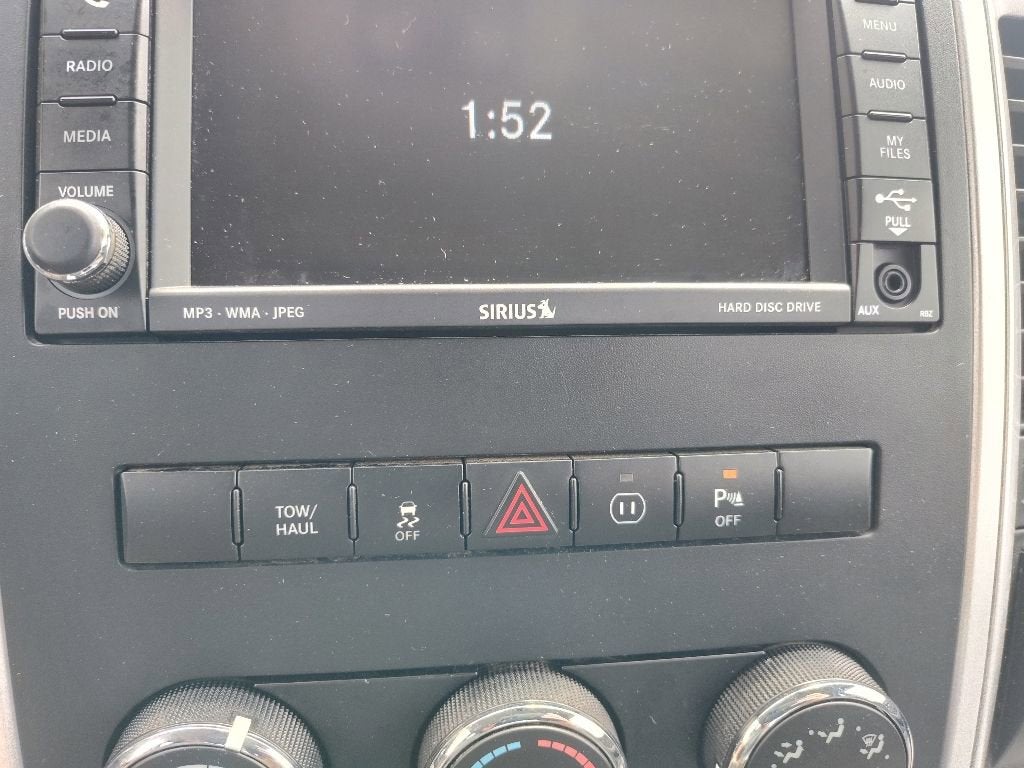 MENU
RADIO
AUDIO
1:52
MEDIA
MY
FILES
VOLUME
PULL
PUSH ON
MP3 · WMA · JPEG
SIRIUS
HARD DISC DRIVE
AUX
RBZ
TOW/
HAUL
OFF
P
OFF